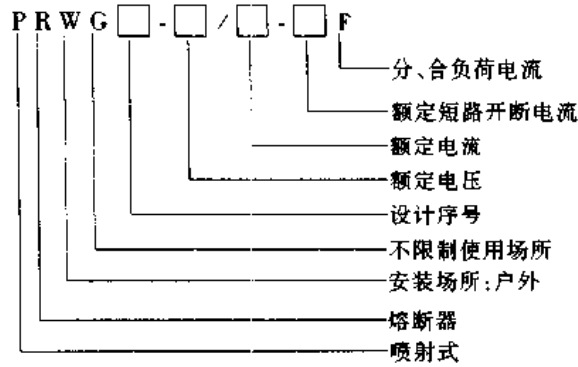 PRWG□-□/□-□F
分、合负荷电流
额定短路开断电流
额定电流
额定电压
设计序号
不限制使用场所
安装场所:户外
熔断器
喷射式